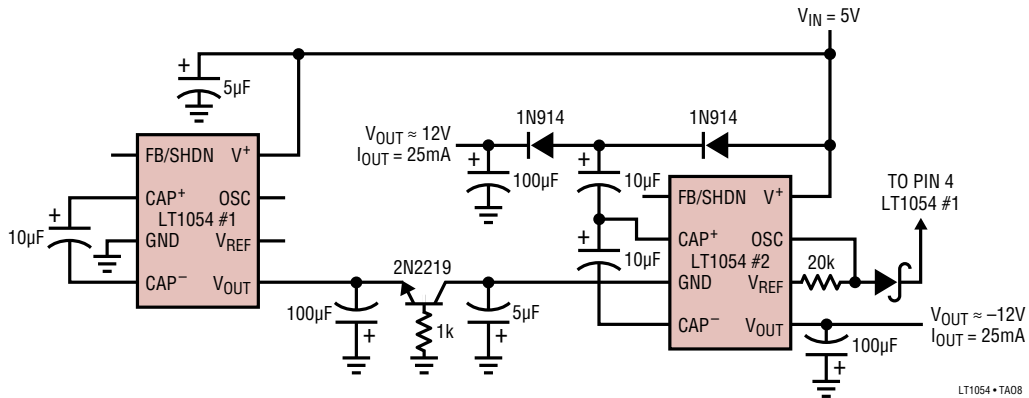 V_IN = 5V
+
5µF
1N914
1N914
V_OUT ≈ 12V
I_OUT = 25mA
+
100µF
+
10µF
TO PIN 4
LT1054 #1
FB/SHDN V⁺
CAP⁺ OSC
LT1054 #1
GND V_REF
CAP⁻ V_OUT
+
10µF
FB/SHDN V⁺
CAP⁺ OSC
LT1054 #2
GND V_REF
CAP⁻ V_OUT
+
10µF
20k
2N2219
100µF
+
1k
5µF
+
V_OUT ≈ –12V
I_OUT = 25mA
100µF
+
LT1054 • TA08